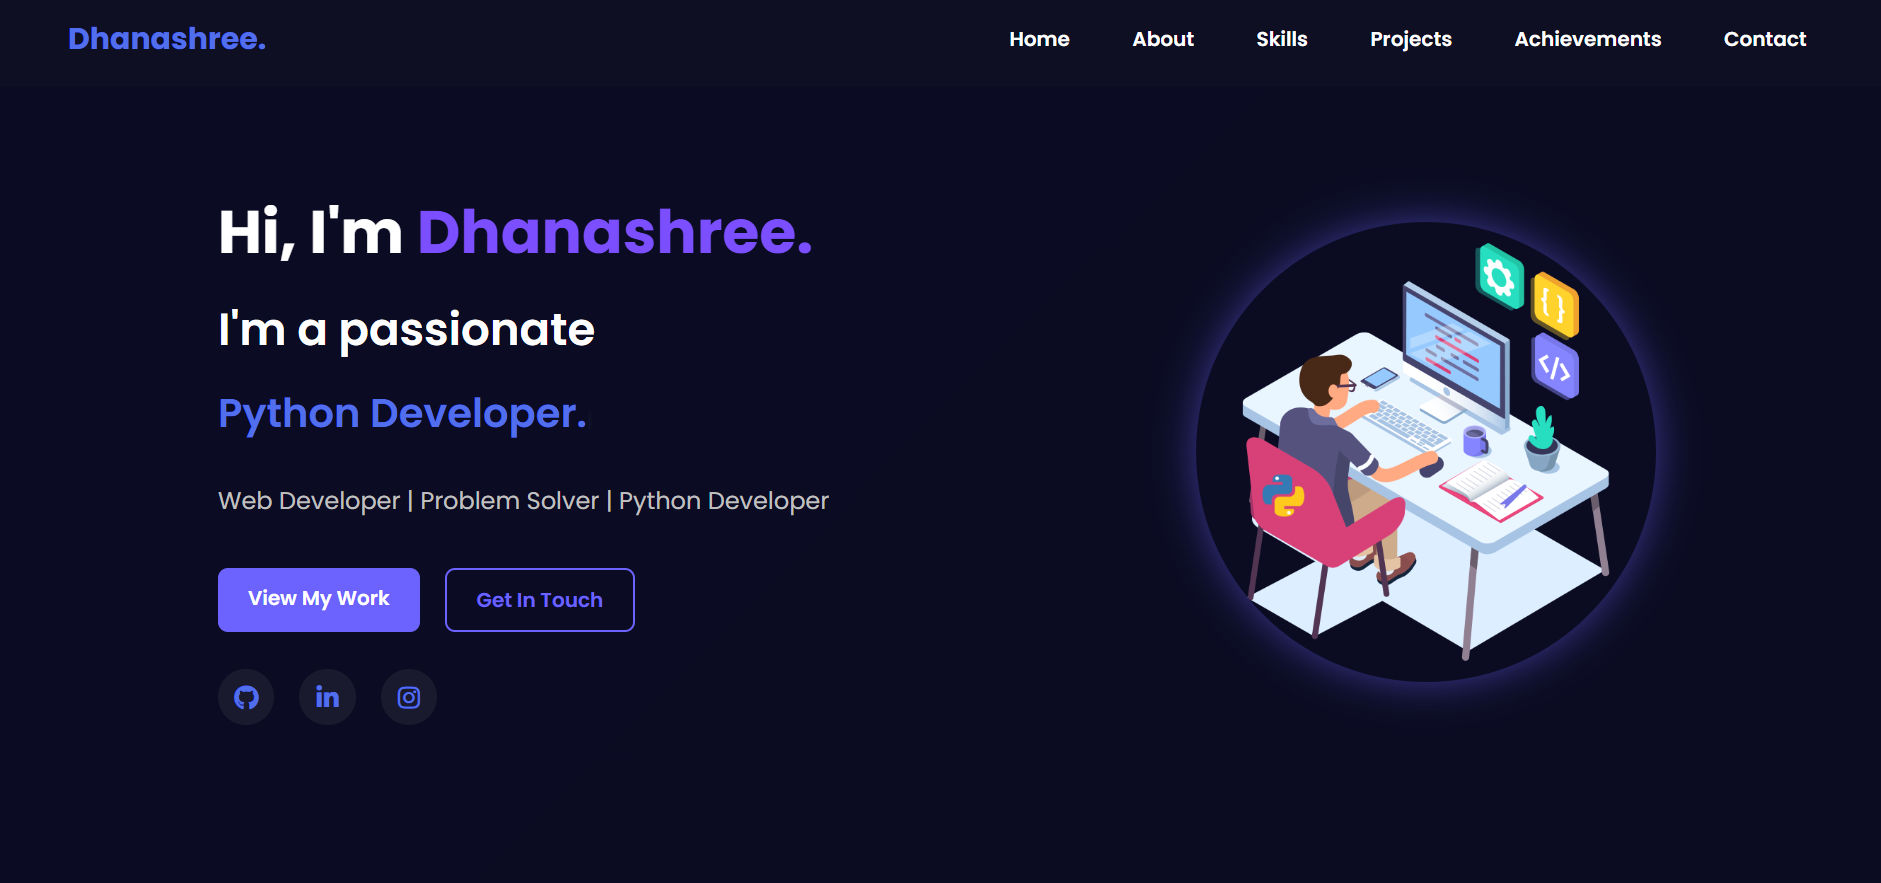 Dhanashree.
Home About Skills Projects Achievements Contact
Hi, I'm Dhanashree.
I'm a passionate
Python Developer.
Web Developer | Problem Solver | Python Developer
View My Work Get In Touch